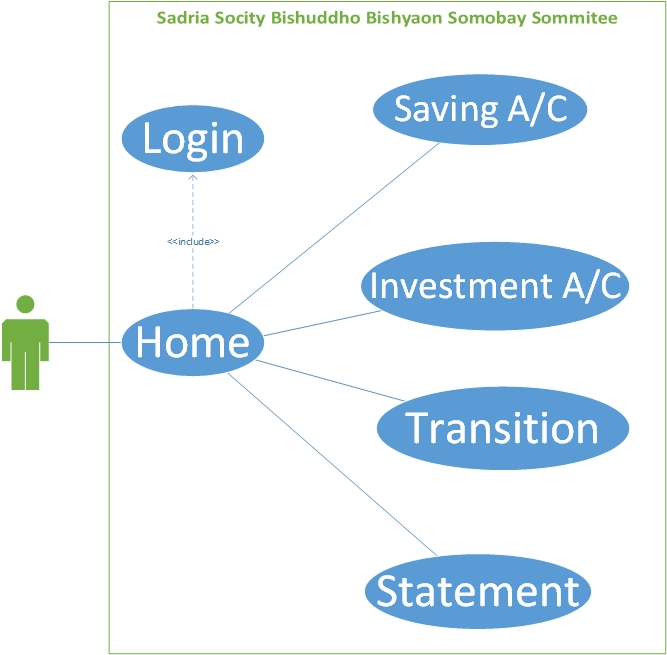 Sadria Socity Bishuddho Bishyaon Somobay Sommitee
Saving A/C
Login
<<include>>
Investment A/C
Home
Transition
Statement